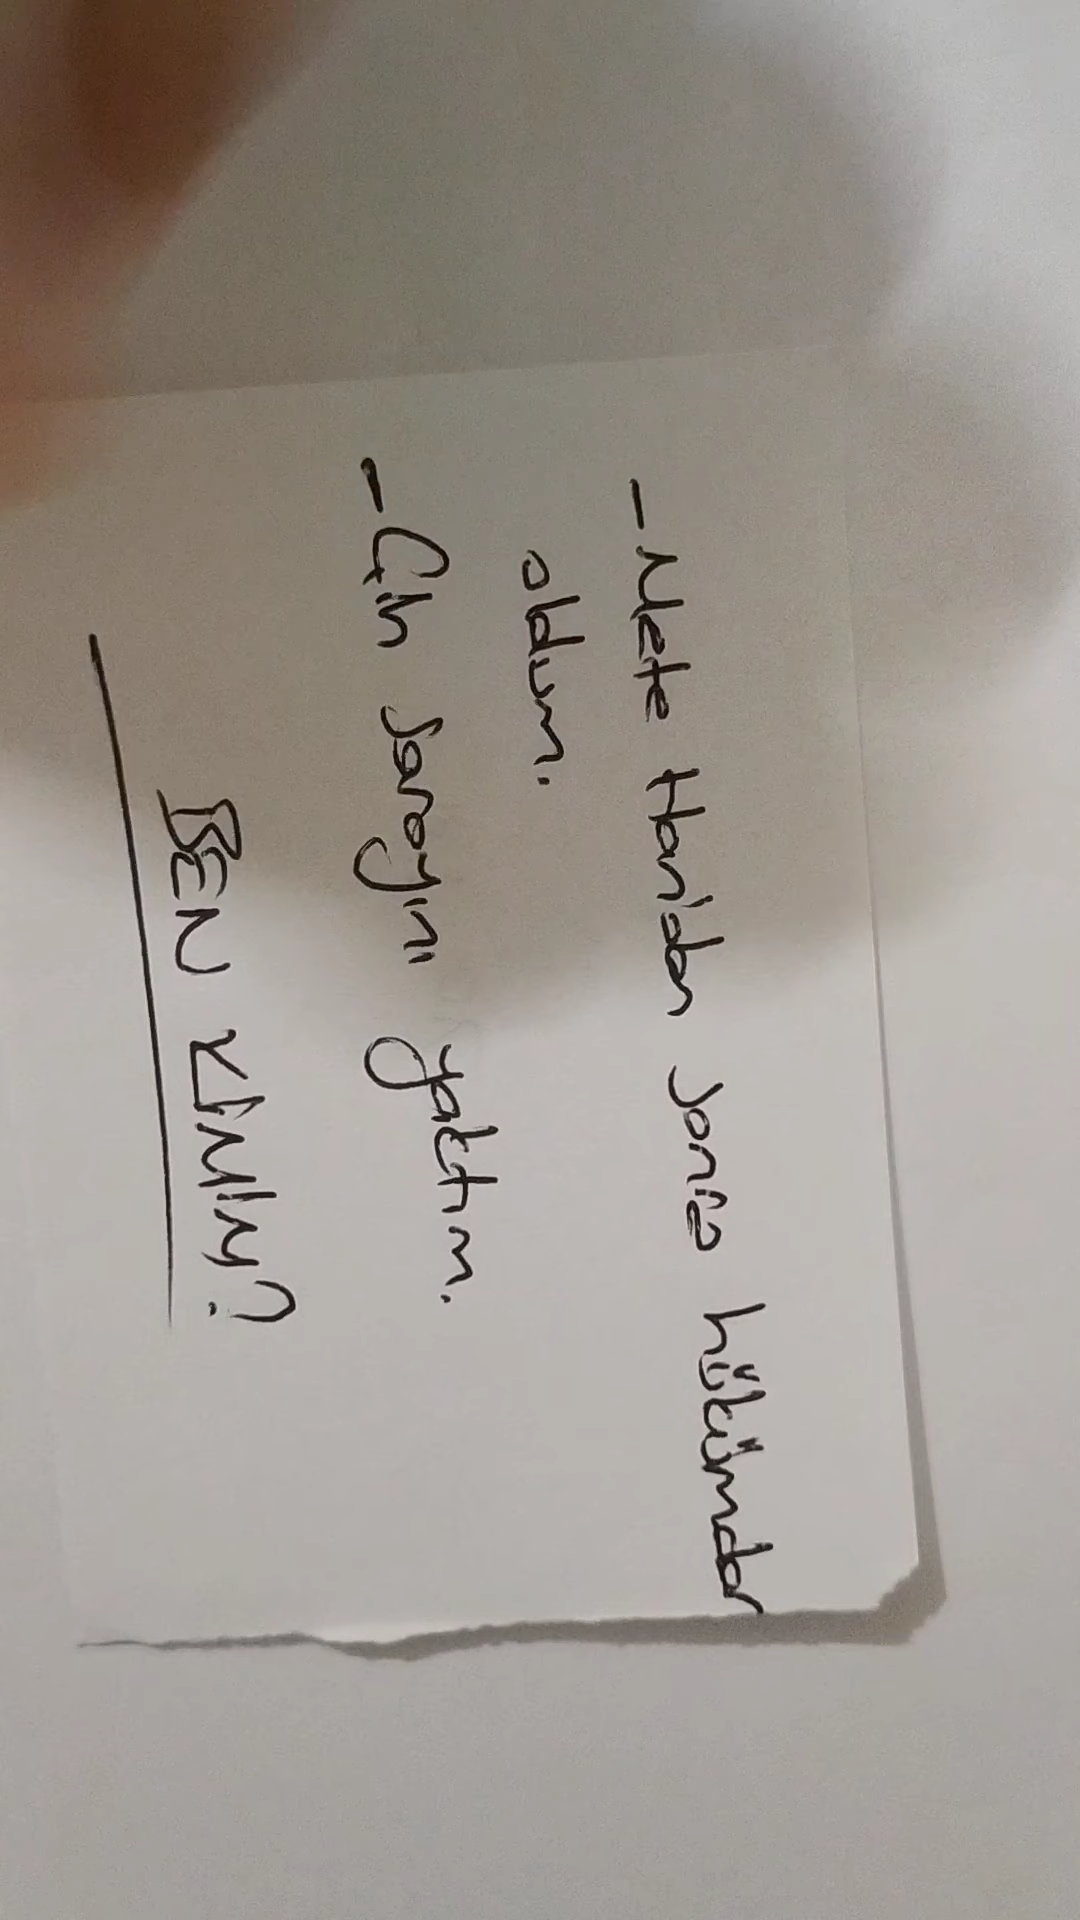 - Mete Han'dan sonra hükümdar
oldum.
- Çin sarayını yaktım.
BEN KİMİM?